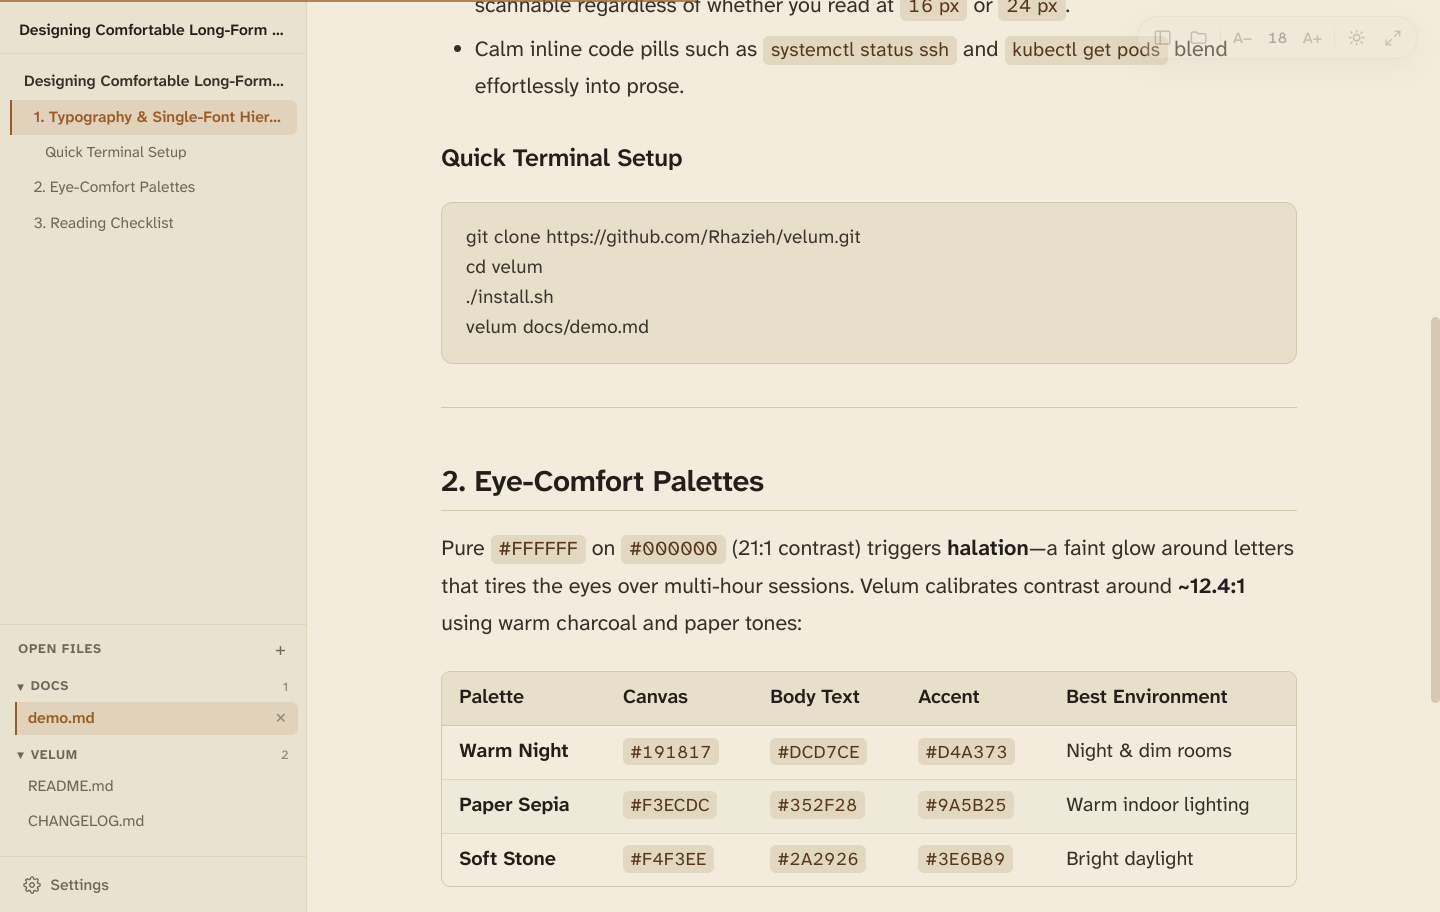 Designing Comfortable Long-Form ...
Designing Comfortable Long-Form...
1. Typography & Single-Font Hier...
Quick Terminal Setup
2. Eye-Comfort Palettes
3. Reading Checklist
OPEN FILES +
▾ DOCS 1
demo.md ×
▾ VELUM 2
README.md
CHANGELOG.md
Settings
A− 18 A+
scannable regardless of whether you read at 16 px or 24 px.
• Calm inline code pills such as systemctl status ssh and kubectl get pods blend
effortlessly into prose.
Quick Terminal Setup
git clone https://github.com/Rhazieh/velum.git
cd velum
./install.sh
velum docs/demo.md
2. Eye-Comfort Palettes
Pure #FFFFFF on #000000 (21:1 contrast) triggers halation—a faint glow around letters
that tires the eyes over multi-hour sessions. Velum calibrates contrast around ~12.4:1
using warm charcoal and paper tones:
Palette Canvas Body Text Accent Best Environment
Warm Night #191817 #DCD7CE #D4A373 Night & dim rooms
Paper Sepia #F3ECDC #352F28 #9A5B25 Warm indoor lighting
Soft Stone #F4F3EE #2A2926 #3E6B89 Bright daylight